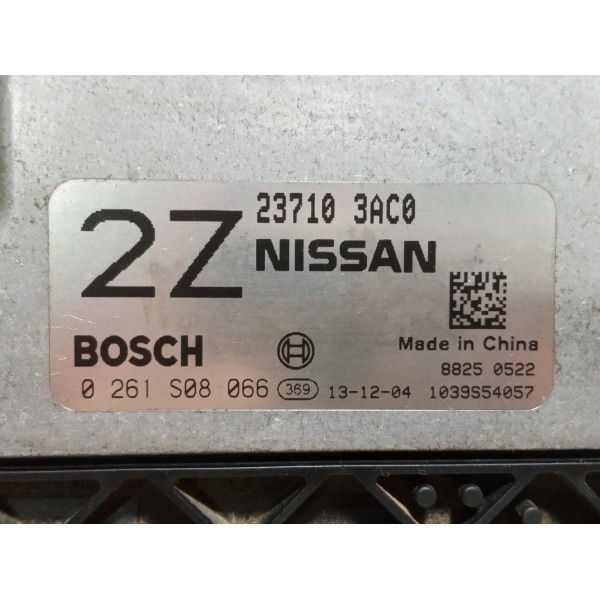 2Z
23710 3AC0
NISSAN
BOSCH
Made in China
8825 0522
0 261 S08 066 369 13-12-04 1039S54057